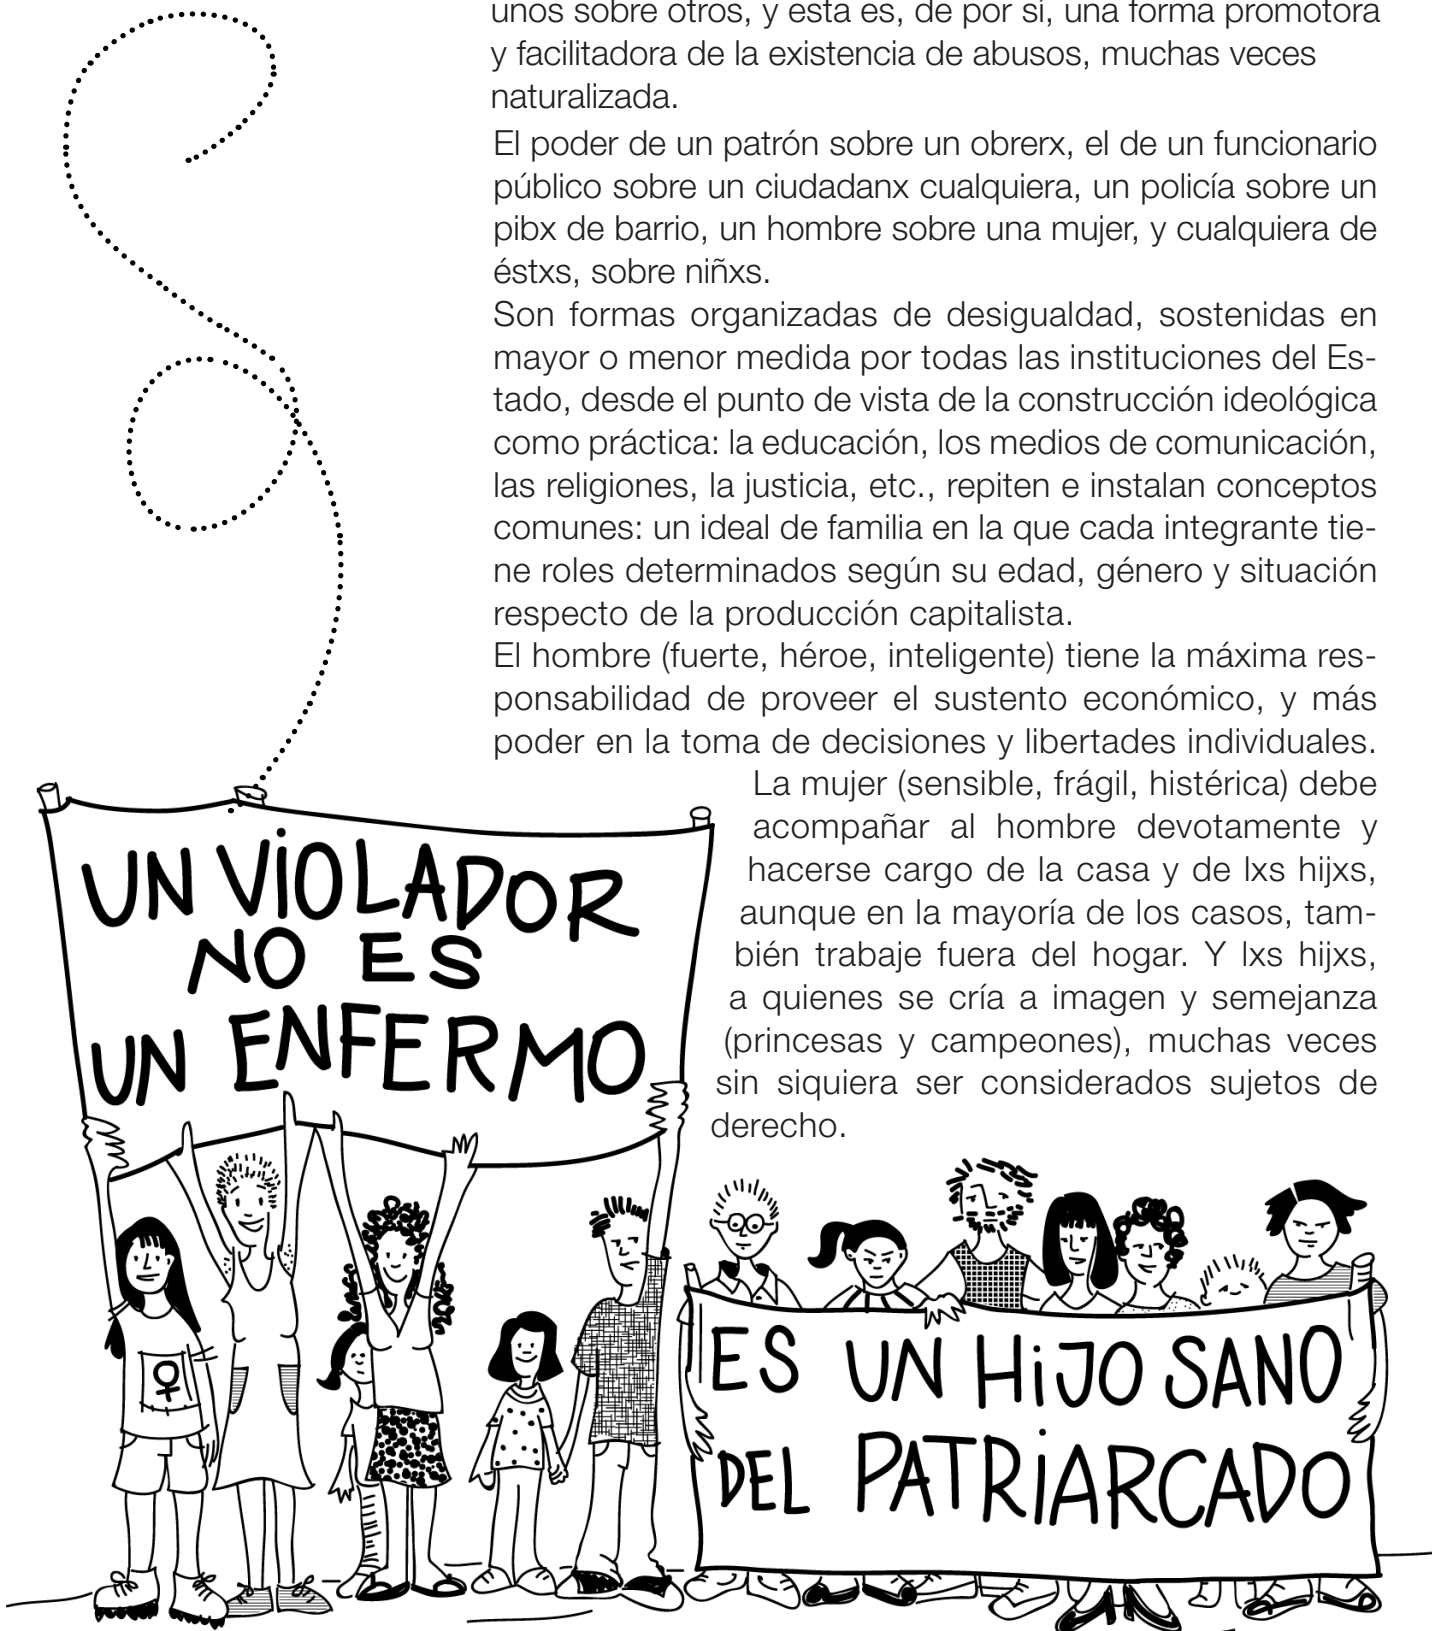 unos sobre otros, y esta es, de por sí, una forma promotora
y facilitadora de la existencia de abusos, muchas veces
naturalizada.
El poder de un patrón sobre un obrerx, el de un funcionario
público sobre un ciudadanx cualquiera, un policía sobre un
pibx de barrio, un hombre sobre una mujer, y cualquiera de
éstxs, sobre niñxs.
Son formas organizadas de desigualdad, sostenidas en
mayor o menor medida por todas las instituciones del Es-
tado, desde el punto de vista de la construcción ideológica
como práctica: la educación, los medios de comunicación,
las religiones, la justicia, etc., repiten e instalan conceptos
comunes: un ideal de familia en la que cada integrante tie-
ne roles determinados según su edad, género y situación
respecto de la producción capitalista.
El hombre (fuerte, héroe, inteligente) tiene la máxima res-
ponsabilidad de proveer el sustento económico, y más
poder en la toma de decisiones y libertades individuales.
La mujer (sensible, frágil, histérica) debe
acompañar al hombre devotamente y
hacerse cargo de la casa y de lxs hijxs,
aunque en la mayoría de los casos, tam-
bién trabaje fuera del hogar. Y lxs hijxs,
a quienes se cría a imagen y semejanza
(princesas y campeones), muchas veces
sin siquiera ser considerados sujetos de
derecho.
UN VIOLADOR
NO ES
UN ENFERMO
ES UN HIJO SANO
DEL PATRIARCADO